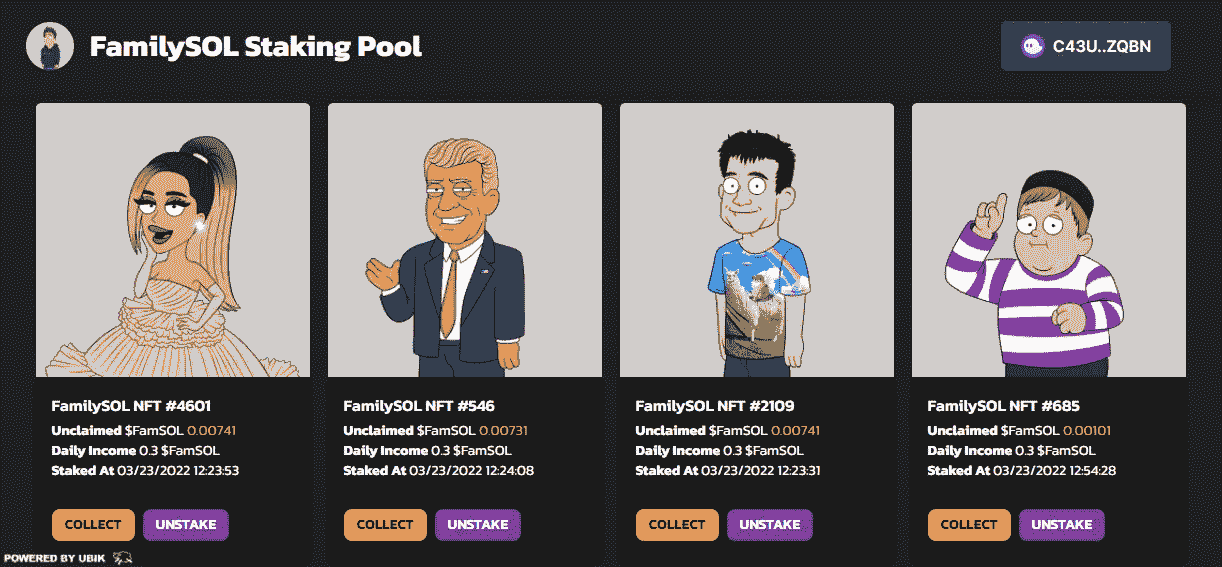 FamilySOL Staking Pool
C43U..ZQBN
FamilySOL NFT #4601
Unclaimed $FamSOL 0.00741
Daily Income 0.3 $FamSOL
Staked At 03/23/2022 12:23:53
COLLECT
UNSTAKE
FamilySOL NFT #546
Unclaimed $FamSOL 0.00731
Daily Income 0.3 $FamSOL
Staked At 03/23/2022 12:24:08
COLLECT
UNSTAKE
FamilySOL NFT #2109
Unclaimed $FamSOL 0.00741
Daily Income 0.3 $FamSOL
Staked At 03/23/2022 12:23:31
COLLECT
UNSTAKE
FamilySOL NFT #685
Unclaimed $FamSOL 0.00101
Daily Income 0.3 $FamSOL
Staked At 03/23/2022 12:54:28
COLLECT
UNSTAKE
POWERED BY UBIK